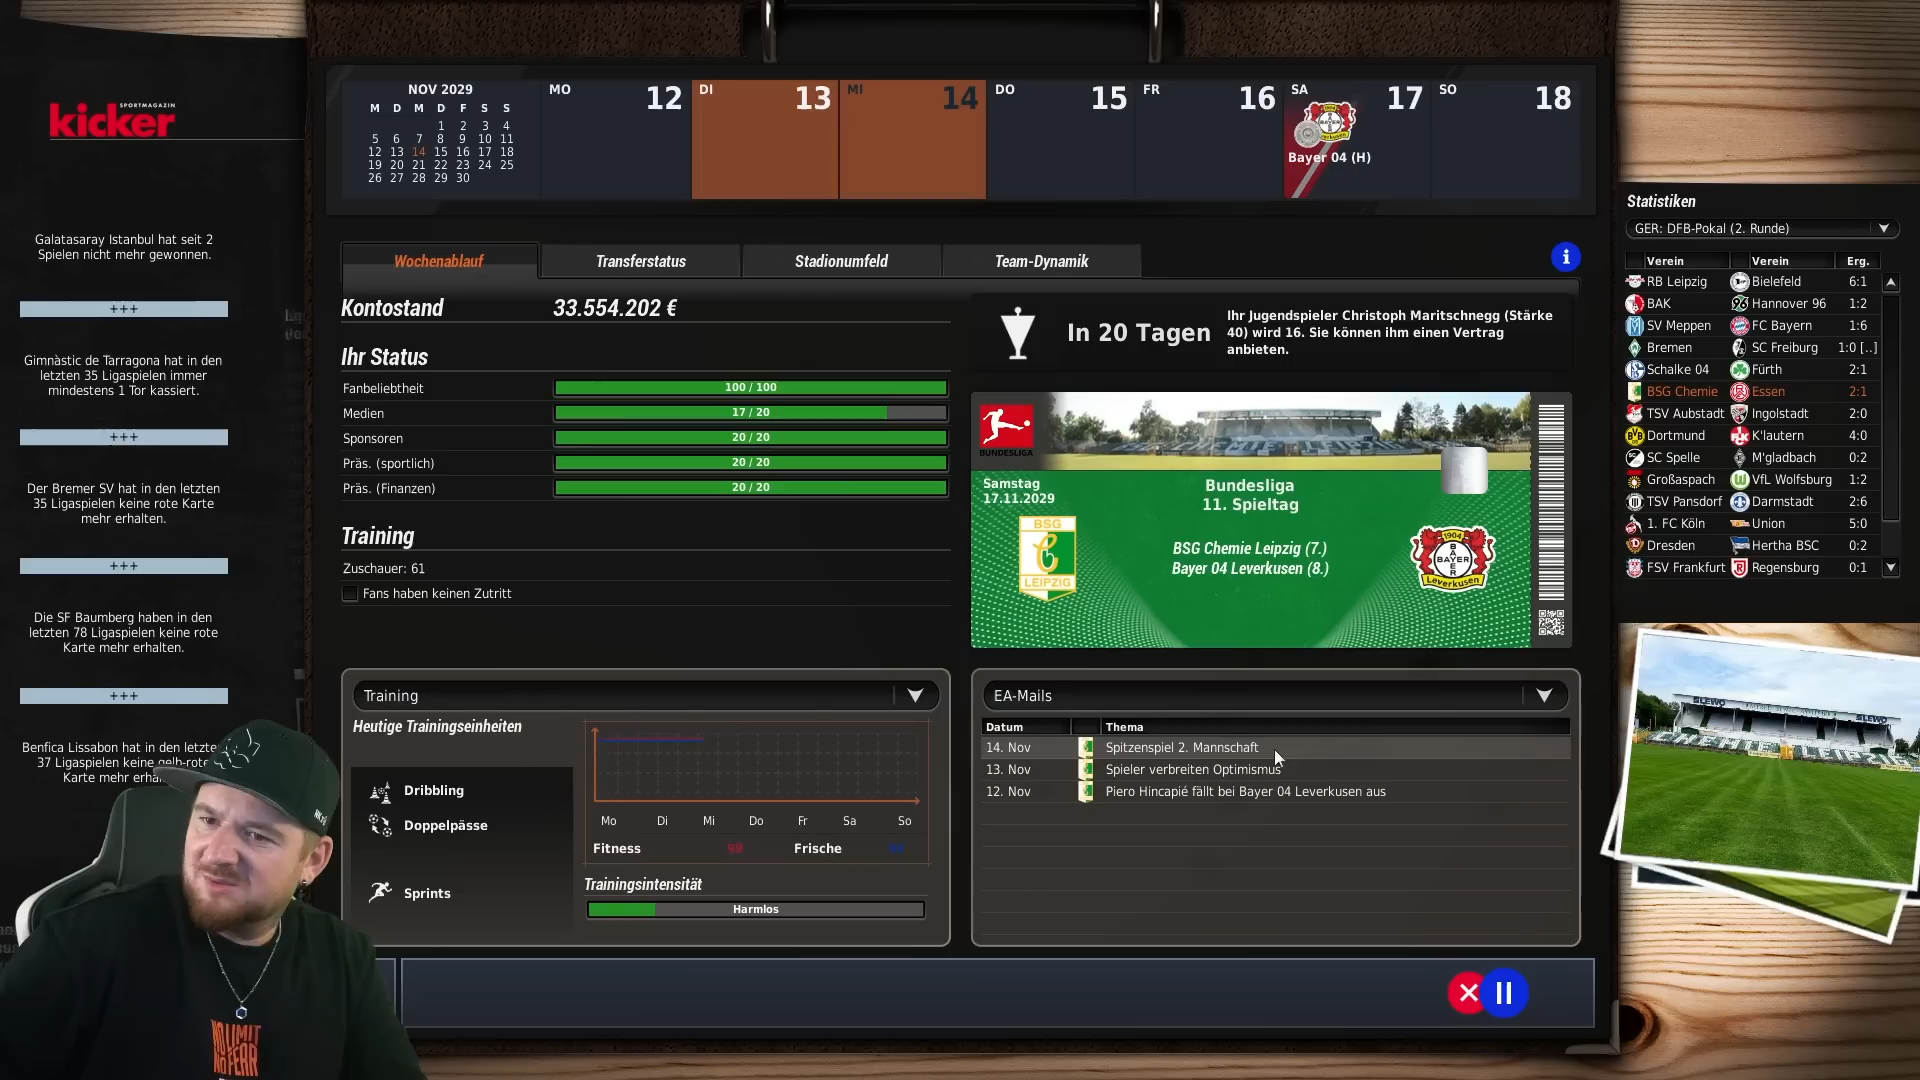 kicker
SPORTMAGAZIN
Galatasaray Istanbul hat seit 2
Spielen nicht mehr gewonnen.
+++
Gimnàstic de Tarragona hat in den
letzten 35 Ligaspielen immer
mindestens 1 Tor kassiert.
+++
Der Bremer SV hat in den letzten
35 Ligaspielen keine rote Karte
mehr erhalten.
+++
Die SF Baumberg haben in den
letzten 78 Ligaspielen keine rote
Karte mehr erhalten.
+++
Benfica Lissabon hat in den letzte
37 Ligaspielen keine gelb-rote
Karte mehr
NOV 2029
M D M D F S S
1 2 3 4
5 6 7 8 9 10 11
12 13 14 15 16 17 18
19 20 21 22 23 24 25
26 27 28 29 30
MO 12
DI 13
MI 14
DO 15
FR 16
SA 17
Bayer 04 (H)
SO 18
Wochenablauf
Transferstatus
Stadionumfeld
Team-Dynamik
i
Kontostand 33.554.202 €
Ihr Status
Fanbeliebtheit 100 / 100
Medien 17 / 20
Sponsoren 20 / 20
Präs. (sportlich) 20 / 20
Präs. (Finanzen) 20 / 20
Training
Zuschauer: 61
Fans haben keinen Zutritt
In 20 Tagen
Ihr Jugendspieler Christoph Maritschnegg (Stärke
40) wird 16. Sie können ihm einen Vertrag
anbieten.
BUNDESLIGA
Samstag
17.11.2029
Bundesliga
11. Spieltag
BSG Chemie Leipzig (7.)
Bayer 04 Leverkusen (8.)
BSG
LEIPZIG
1904
BAYER
BAYER
Leverkusen
Training
Heutige Trainingseinheiten
Dribbling
Doppelpässe
Sprints
Mo Di Mi Do Fr Sa So
Fitness 98 Frische
Trainingsintensität
Harmlos
EA-Mails
Datum Thema
14. Nov Spitzenspiel 2. Mannschaft
13. Nov Spieler verbreiten Optimismus
12. Nov Piero Hincapié fällt bei Bayer 04 Leverkusen aus
Statistiken
GER: DFB-Pokal (2. Runde)
Verein Verein Erg.
RB Leipzig Bielefeld 6:1
BAK Hannover 96 1:2
SV Meppen FC Bayern 1:6
Bremen SC Freiburg 1:0 [..]
Schalke 04 Fürth 2:1
BSG Chemie Essen 2:1
TSV Aubstadt Ingolstadt 2:0
Dortmund K'lautern 4:0
SC Spelle M'gladbach 0:2
Großaspach VfL Wolfsburg 1:2
TSV Pansdorf Darmstadt 2:6
1. FC Köln Union 5:0
Dresden Hertha BSC 0:2
FSV Frankfurt Regensburg 0:1
NO LIMIT
NO FEAR